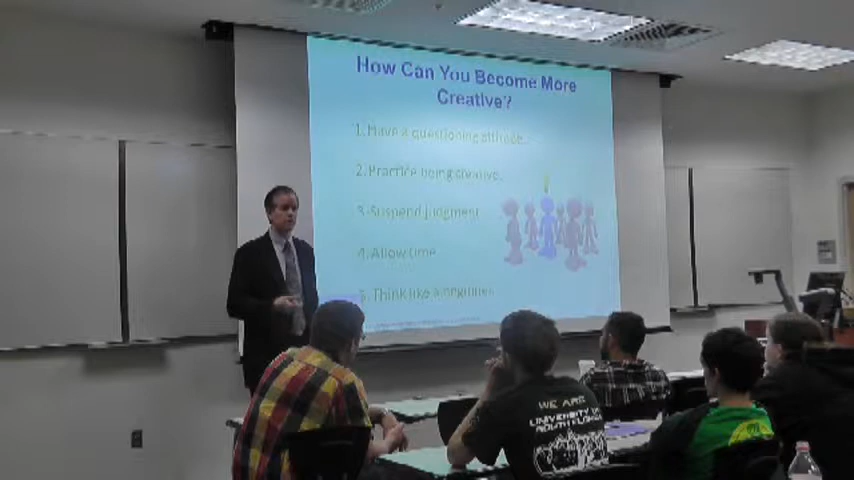 How Can You Become More
Creative?
1. Have a questioning attitude.
2. Practice being creative.
3. Suspend judgment
4. Allow time
5. Think like a beginner
WE ARE
UNIVERSITY OF
SOUTH FLORIDA